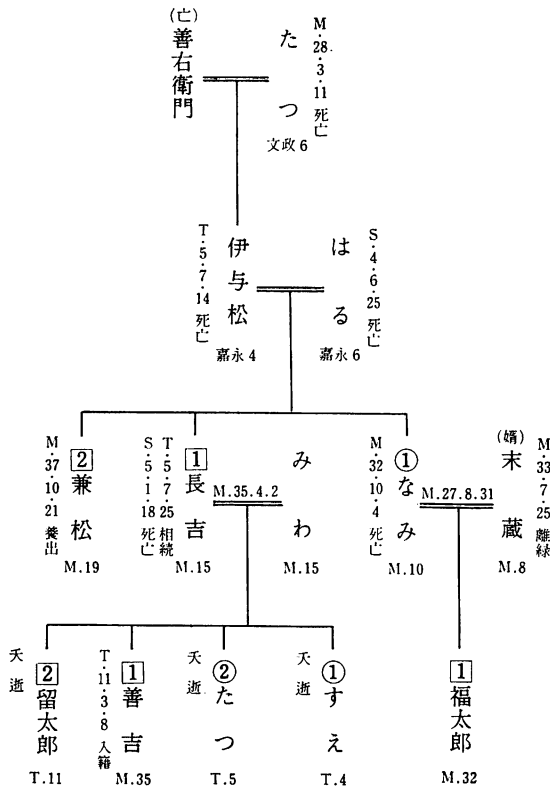 M・28・3・11 死亡
たつ
文政6
(亡)善右衛門
S・4・6・25 死亡
はる
嘉永6
伊与松
T・5・7・14 死亡
嘉永4
M・33・7・25 離縁
(婿)末蔵
M.8
M.27.8.31
①なみ
M・32・10・4 死亡
M.10
みわ
M.15
M.35.4.2
1長吉
T・5・7・25 相続
S・5・1・18 死亡
M.15
2兼松
M・37・10・21 養出
M.19
1福太郎
M.32
①すえ
夭逝
T.4
②たつ
夭逝
T.5
1善吉
T・11・3・8 入籍
M.35
2留太郎
夭逝
T.11